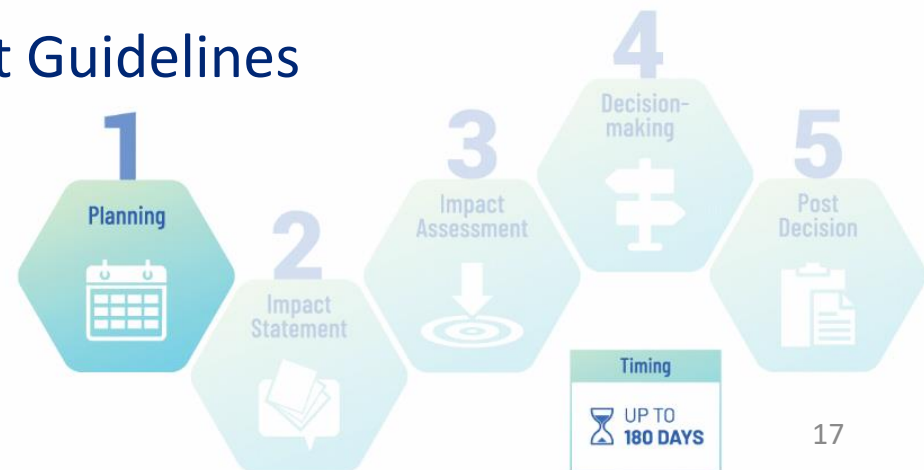 t Guidelines
1
Planning
2
Impact
Statement
3
Impact
Assessment
4
Decision-
making
5
Post
Decision
Timing
UP TO
180 DAYS
17